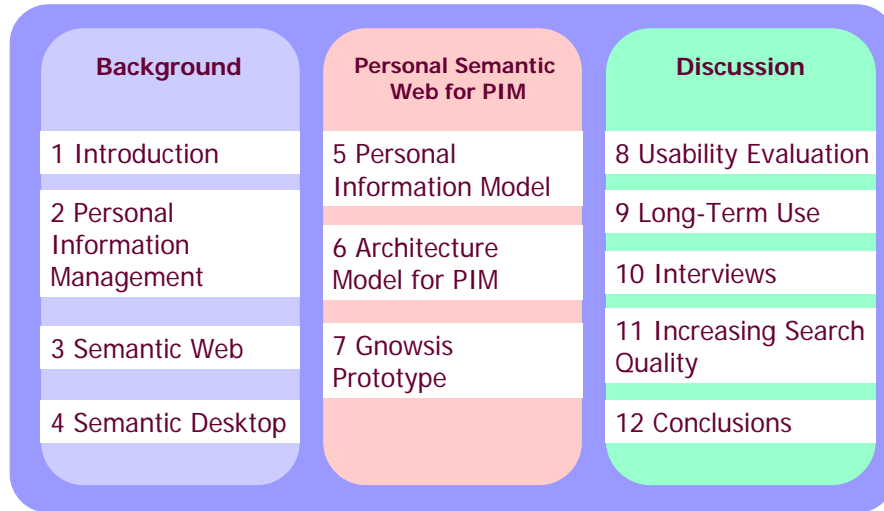 Background
1 Introduction
2 Personal
Information
Management
3 Semantic Web
4 Semantic Desktop
Personal Semantic
Web for PIM
5 Personal
Information Model
6 Architecture
Model for PIM
7 Gnowsis
Prototype
Discussion
8 Usability Evaluation
9 Long-Term Use
10 Interviews
11 Increasing Search
Quality
12 Conclusions